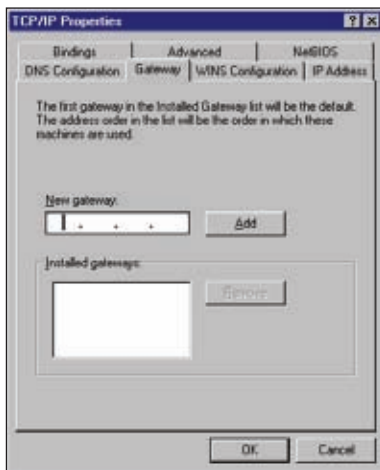 TCP/IP Properties
Bindings Advanced NetBIOS
DNS Configuration Gateway WINS Configuration IP Address
The first gateway in the Installed Gateway list will be the default.
The address order in the list will be the order in which these
machines are used.
New gateway:
. . .
Add
Installed gateways:
Remove
OK Cancel